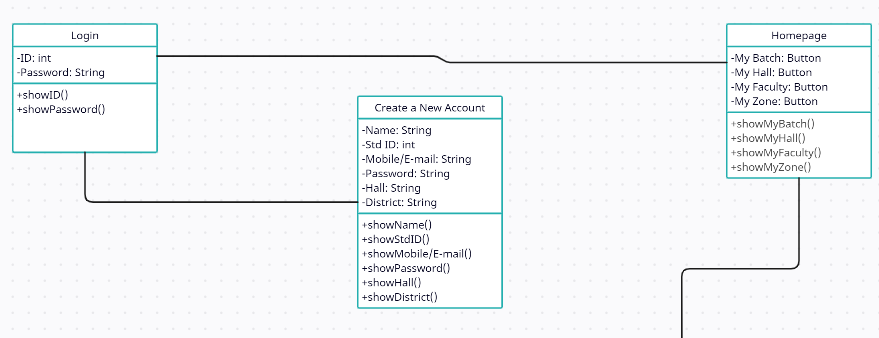 Login
-ID: int
-Password: String
+showID()
+showPassword()
Create a New Account
-Name: String
-Std ID: int
-Mobile/E-mail: String
-Password: String
-Hall: String
-District: String
+showName()
+showStdID()
+showMobile/E-mail()
+showPassword()
+showHall()
+showDistrict()
Homepage
-My Batch: Button
-My Hall: Button
-My Faculty: Button
-My Zone: Button
+showMyBatch()
+showMyHall()
+showMyFaculty()
+showMyZone()